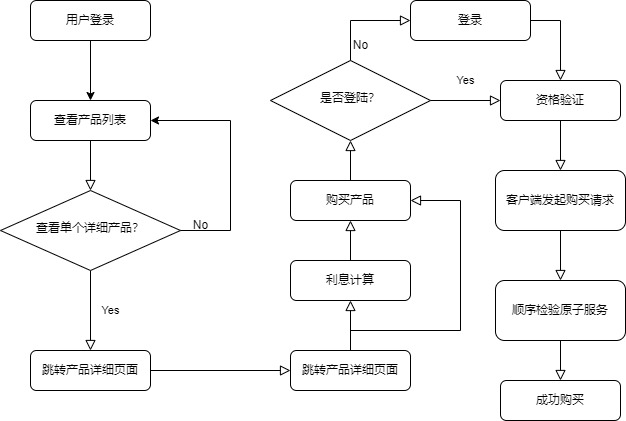 用户登录
查看产品列表
查看单个详细产品?
No
Yes
跳转产品详细页面
跳转产品详细页面
利息计算
购买产品
是否登陆?
No
Yes
登录
资格验证
客户端发起购买请求
顺序检验原子服务
成功购买